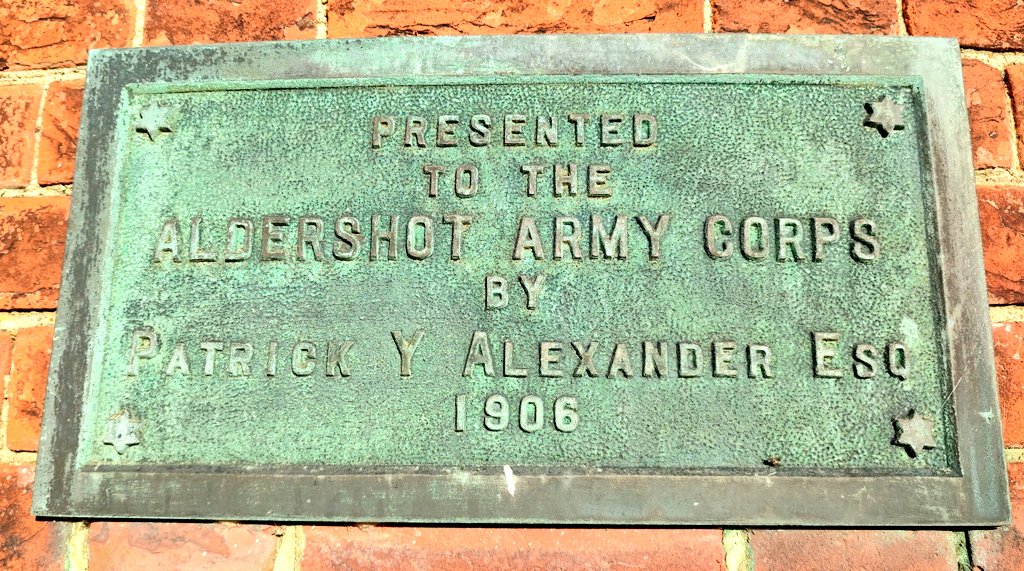 PRESENTED
TO THE
ALDERSHOT ARMY CORPS
BY
PATRICK Y ALEXANDER ESQ
1906